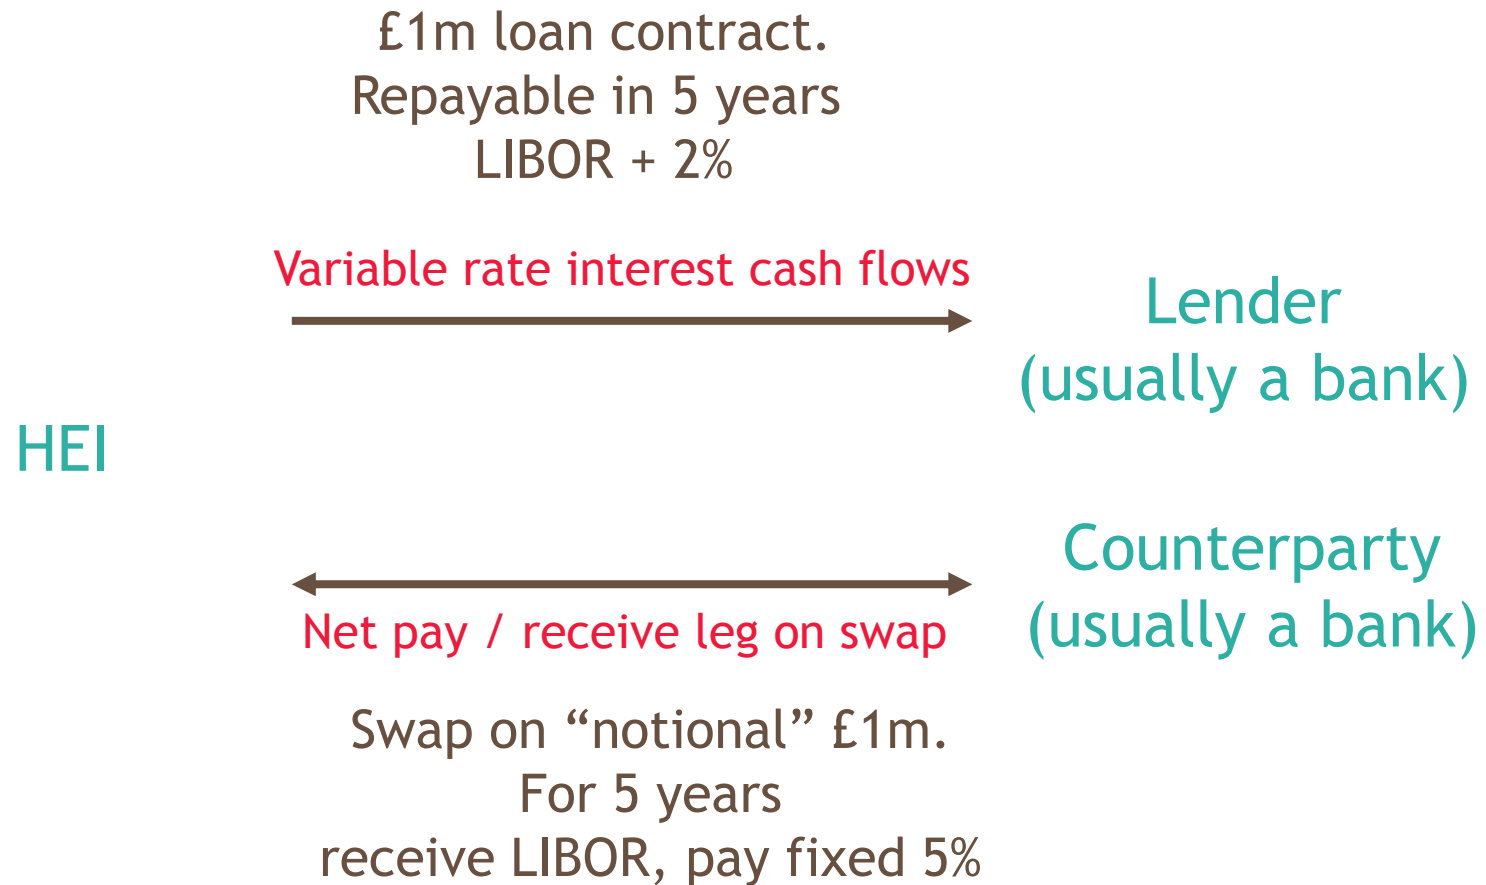 £1m loan contract.
Repayable in 5 years
LIBOR + 2%
Variable rate interest cash flows
Lender
(usually a bank)
HEI
Counterparty
(usually a bank)
Net pay / receive leg on swap
Swap on “notional” £1m.
For 5 years
receive LIBOR, pay fixed 5%